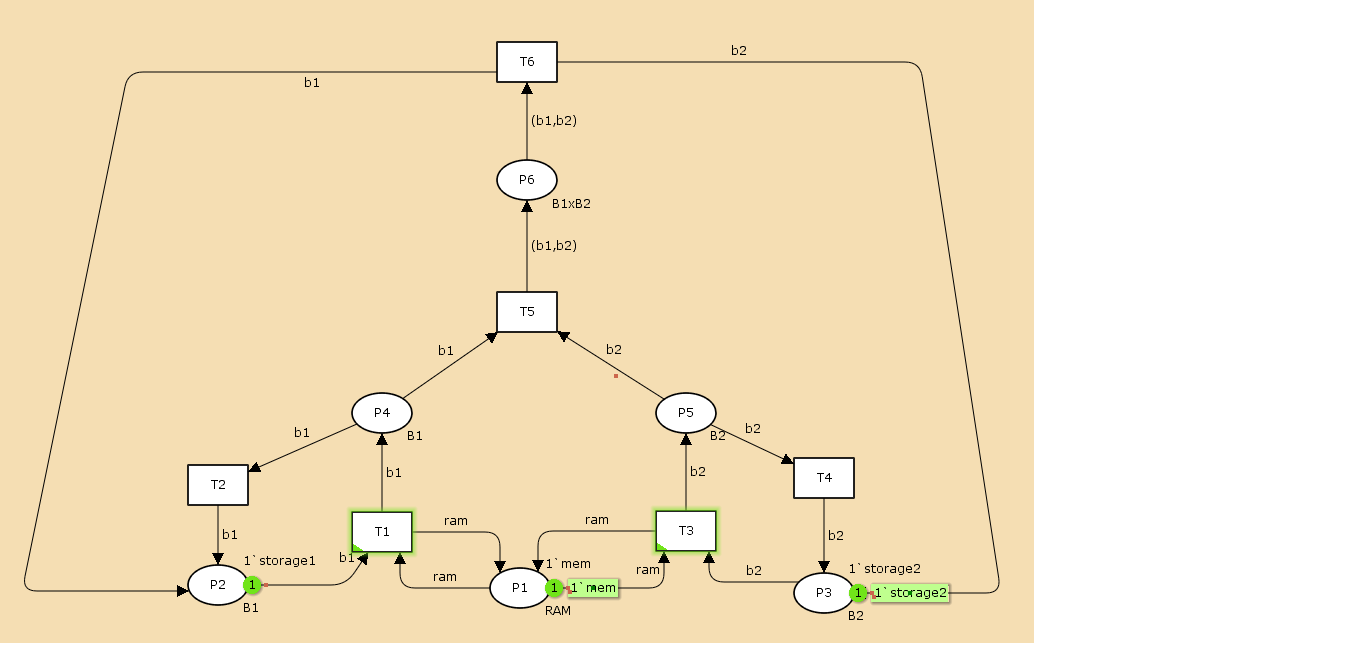 T6
b2
b1
(b1,b2)
P6
B1xB2
(b1,b2)
T5
b1
b2
P4
B1
P5
B2
b2
b1
b1
b2
T2
T4
ram
ram
T1
T3
b1
b2
b1
1`storage1
1`mem
1`storage2
P2
1
ram
P1
1
1`mem
ram
b2
P3
1
1`storage2
B1
RAM
B2